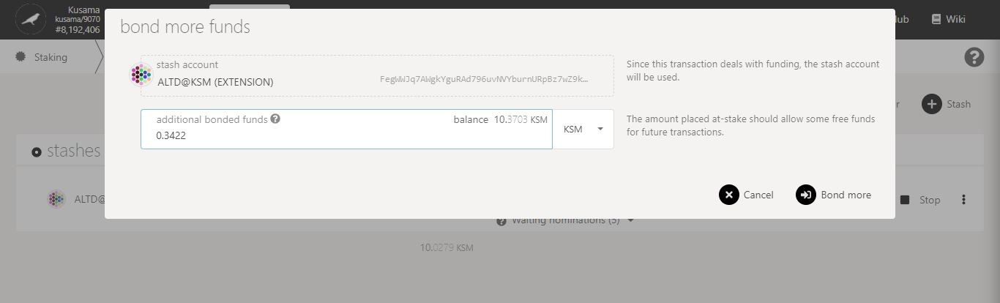 Kusama
kusama/9070
#8,192,406
Wiki
Staking
bond more funds
stash account
ALTD@KSM (EXTENSION)
FegWWJq7AWgkYguRAd796uvNVYburnURpBz7wZ9k…
Since this transaction deals with funding, the stash account
will be used.
additional bonded funds
balance 10.3703 KSM
0.3422
KSM
The amount placed at-stake should allow some free funds
for future transactions.
Stash
stashes
Cancel
Bond more
ALTD@
Stop
Waiting nominations (5)
10.0279 KSM